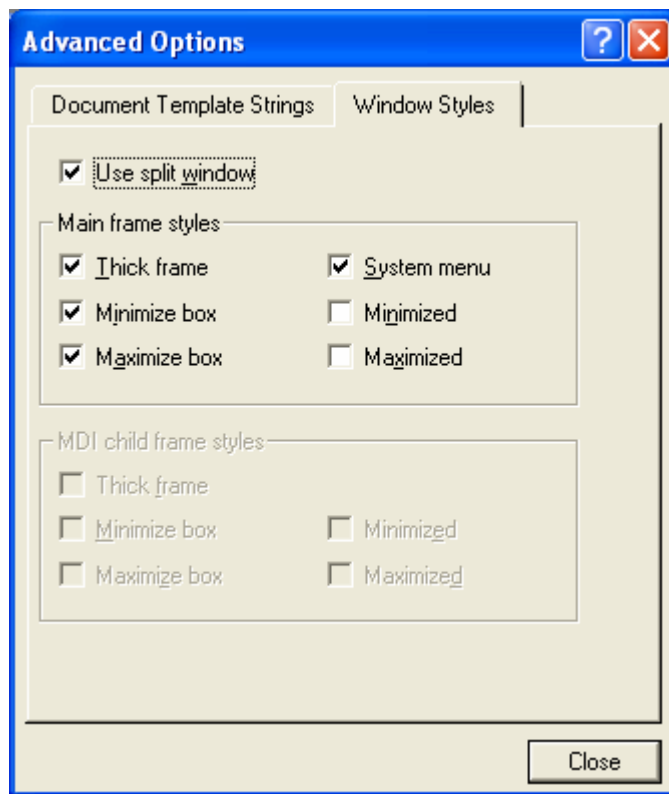 Advanced Options
Document Template Strings Window Styles
Use split window
Main frame styles
Thick frame System menu
Minimize box Minimized
Maximize box Maximized
MDI child frame styles
Thick frame
Minimize box Minimized
Maximize box Maximized
Close